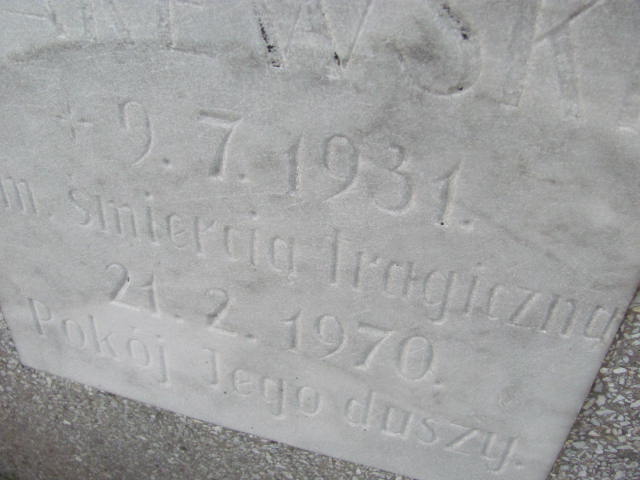 * 9. 7. 1931.
zm. śmiercią tragiczną
21. 2. 1970.
Pokój Jego duszy.